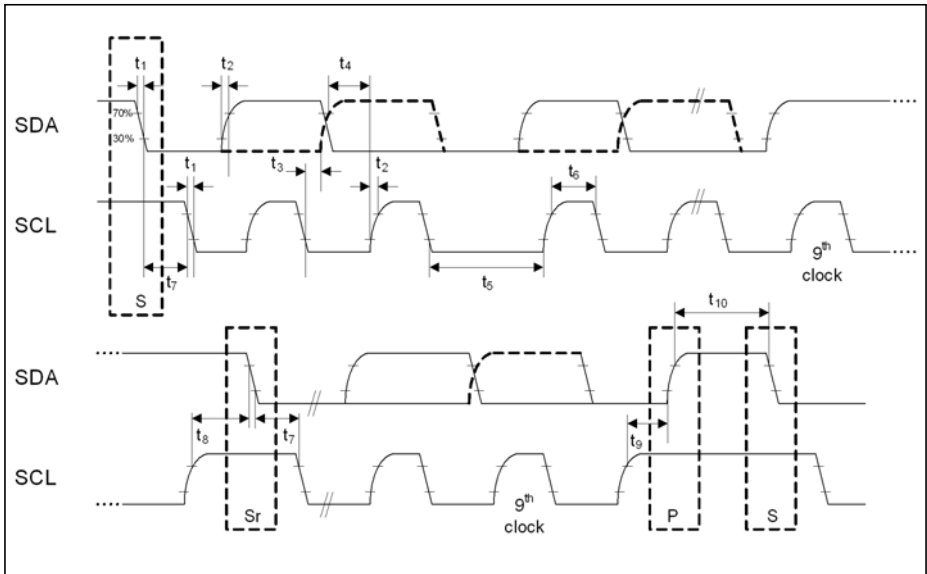 t1 t2 t4
70%
SDA
30%
t1 t3 t2 t6
SCL
9th
clock
t7 t5
S
t10
SDA
t8 t7 t9
SCL
9th
clock
Sr P S